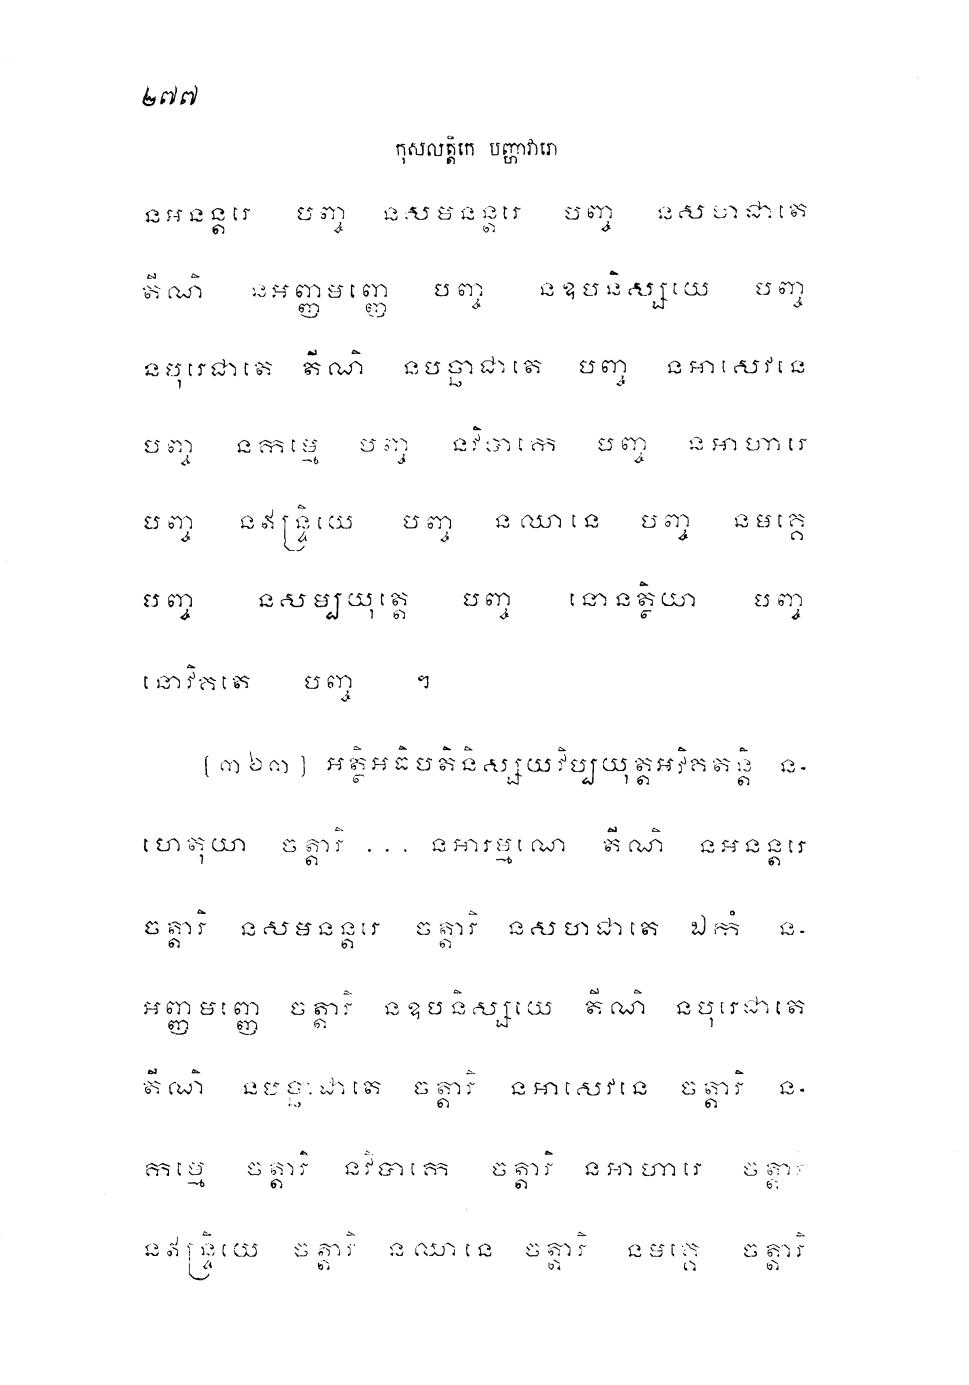 ២៧៧
កុសលត្តិកេ បញ្ហាវារោ
នអនន្តរេ បញ្ច នសមនន្តរេ បញ្ច នសហជាតេ
តីណិ នអញ្ញមញ្ញេ បញ្ច នឧបនិស្សយេ បញ្ច
នបុរេជាតេ តីណិ នបច្ឆាជាតេ បញ្ច នអាសេវនេ
បញ្ច នកម្មេ បញ្ច នវិបាកេ បញ្ច នអាហារេ
បញ្ច នឥន្ទ្រិយេ បញ្ច នឈានេ បញ្ច នមគ្គេ
បញ្ច នសម្បយុត្តេ បញ្ច នោនត្ថិយា បញ្ច
នោវិគតេ បញ្ច ។
[៣៦៣] អត្ថិអធិបតិនិស្សយវិប្បយុត្តអវិគតន្តិ ន-
ហេតុយា ចត្តារិ ... នអារម្មណេ តីណិ នអនន្តរេ
ចត្តារិ នសមនន្តរេ ចត្តារិ នសហជាតេ ឯកំ ន-
អញ្ញមញ្ញេ ចត្តារិ នឧបនិស្សយេ តីណិ នបុរេជាតេ
តីណិ នបច្ឆាជាតេ ចត្តារិ នអាសេវនេ ចត្តារិ ន-
កម្មេ ចត្តារិ នវិបាកេ ចត្តារិ នអាហារេ ចត្តារិ
នឥន្ទ្រិយេ ចត្តារិ នឈានេ ចត្តារិ នមគ្គេ ចត្តារិ